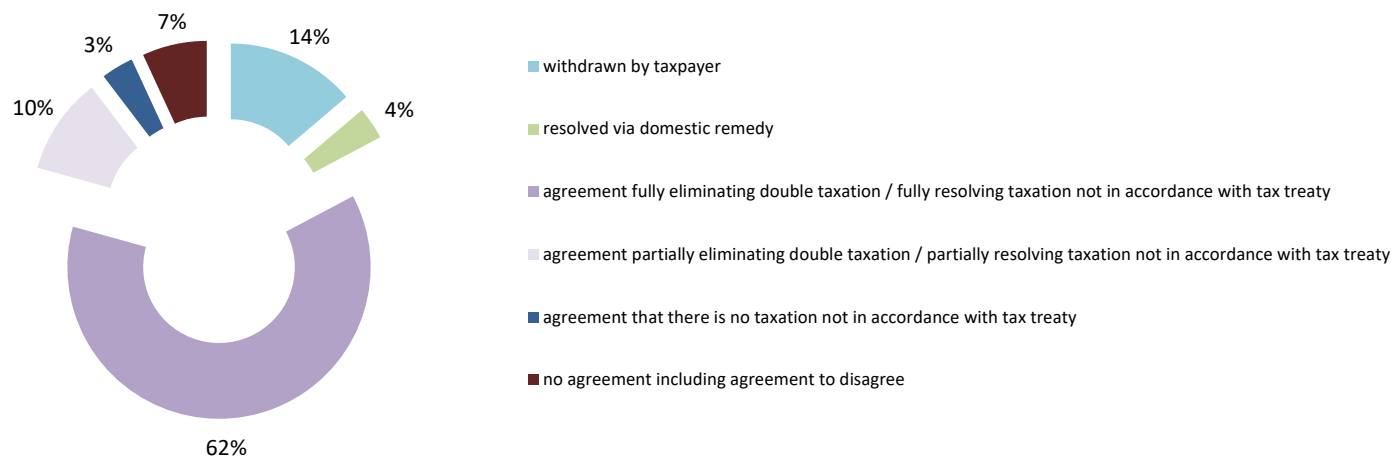 7%
14%
3%
withdrawn by taxpayer
10%
4%
resolved via domestic remedy
agreement fully eliminating double taxation / fully resolving taxation not in accordance with tax treaty
agreement partially eliminating double taxation / partially resolving taxation not in accordance with tax treaty
agreement that there is no taxation not in accordance with tax treaty
no agreement including agreement to disagree
62%